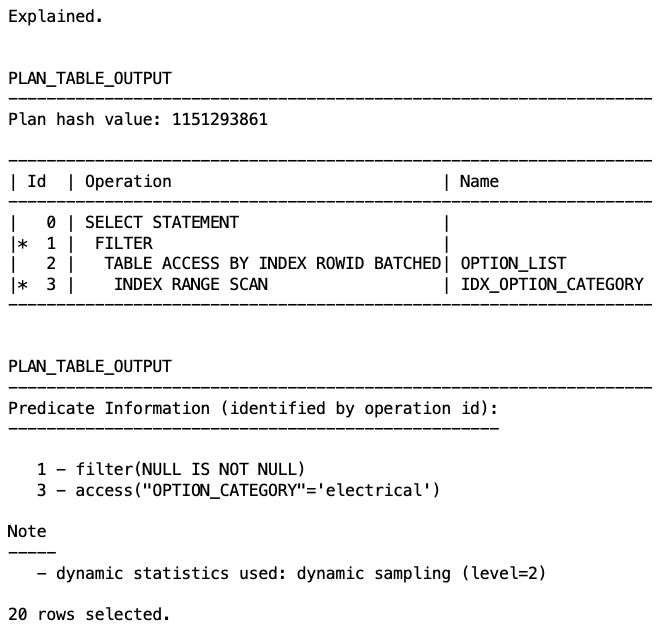 Explained.
PLAN_TABLE_OUTPUT
--------------------------------------------------------------------
Plan hash value: 1151293861
--------------------------------------------------------------------
| Id  | Operation                            | Name
--------------------------------------------------------------------
|   0 | SELECT STATEMENT                     |
|*  1 |  FILTER                              |
|   2 |   TABLE ACCESS BY INDEX ROWID BATCHED| OPTION_LIST
|*  3 |    INDEX RANGE SCAN                  | IDX_OPTION_CATEGORY
--------------------------------------------------------------------
PLAN_TABLE_OUTPUT
--------------------------------------------------------------------
Predicate Information (identified by operation id):
---------------------------------------------------
   1 - filter(NULL IS NOT NULL)
   3 - access("OPTION_CATEGORY"='electrical')
Note
-----
   - dynamic statistics used: dynamic sampling (level=2)
20 rows selected.